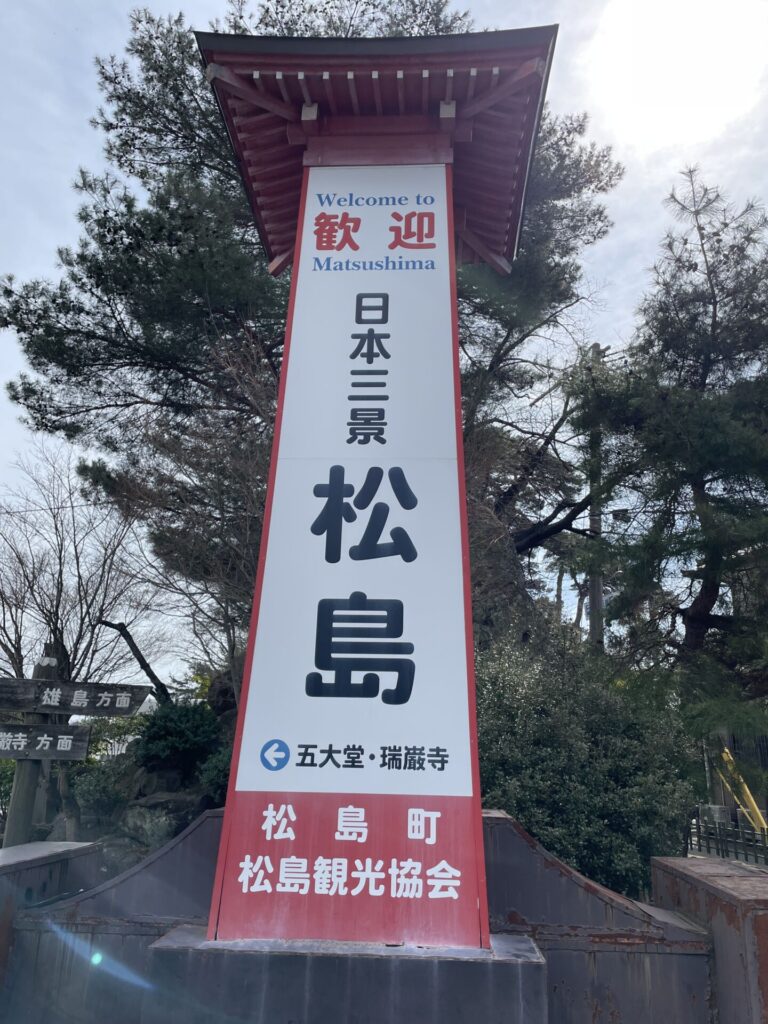 Welcome to
歓迎
Matsushima
日本三景
松島
五大堂・瑞巌寺
松島町
松島観光協会
雄島方面
巌寺方面